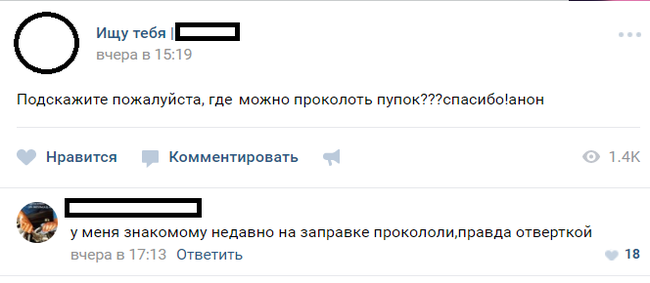 Ищу тебя |
вчера в 15:19
Подскажите пожалуйста, где можно проколоть пупок???спасибо!анон
Нравится Комментировать 1.4K
у меня знакомому недавно на заправке прокололи,правда отверткой
вчера в 17:13 Ответить 18